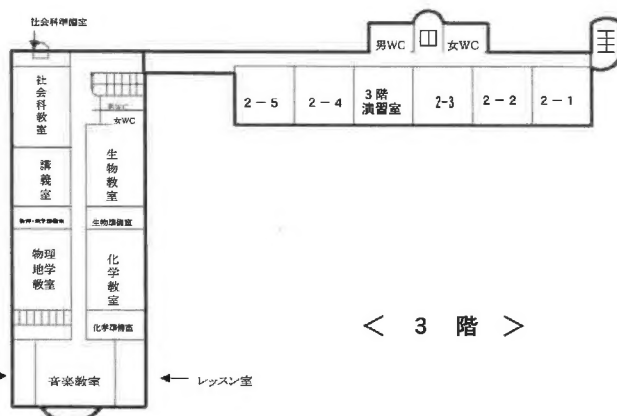 社会科準備室
男WC
女WC
社会科教室
2－5
2－4
3階
演習室
2-3
2－2
2－1
男WC
女WC
講義室
生物教室
生物準備室
物理
地学
教室
化学教室
化学準備室
＜ 3 階 ＞
音楽教室
レッスン室